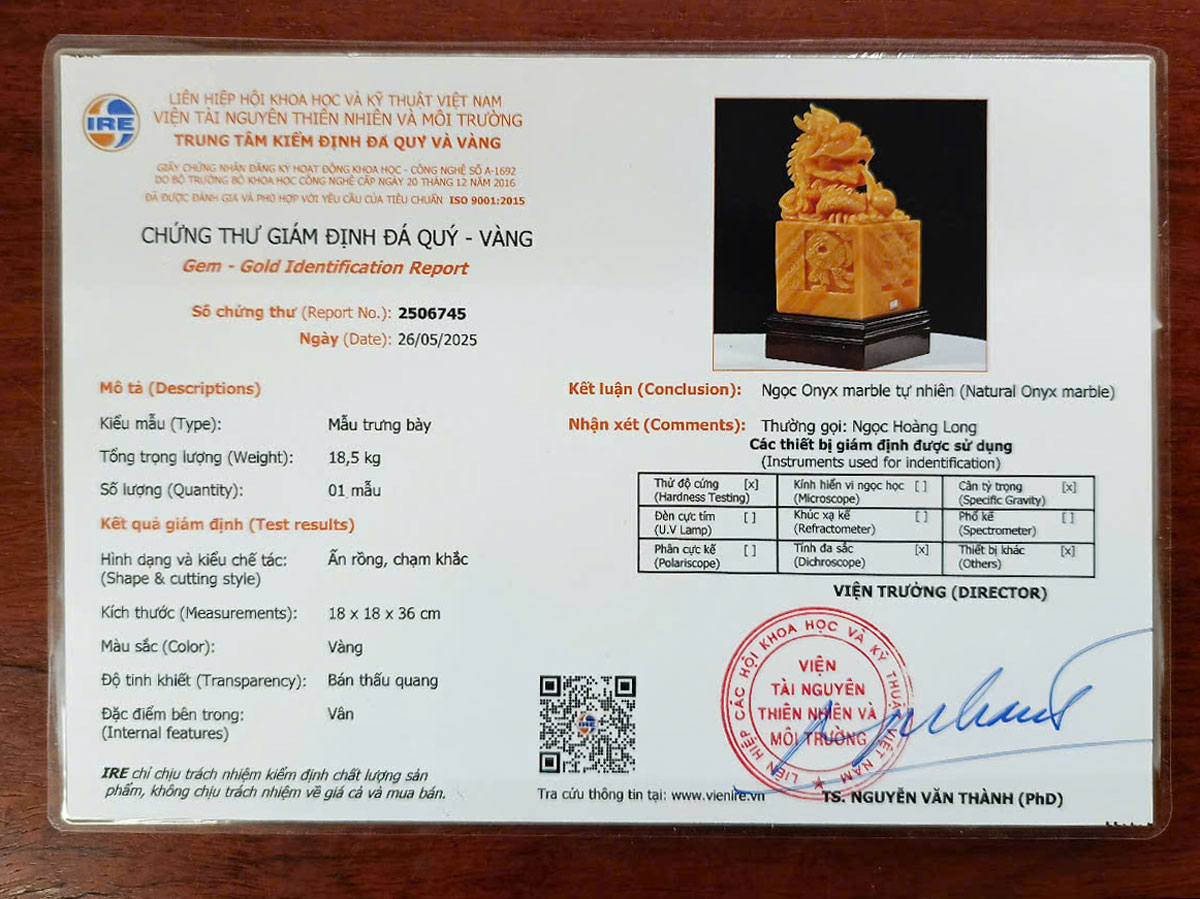 IRE
LIÊN HIỆP HỘI KHOA HỌC VÀ KỸ THUẬT VIỆT NAM
VIỆN TÀI NGUYÊN THIÊN NHIÊN VÀ MÔI TRƯỜNG
TRUNG TÂM KIỂM ĐỊNH ĐÁ QUÝ VÀ VÀNG
GIẤY CHỨNG NHẬN ĐĂNG KÝ HOẠT ĐỘNG KHOA HỌC - CÔNG NGHỆ SỐ A-1692
DO BỘ TRƯỞNG BỘ KHOA HỌC CÔNG NGHỆ CẤP NGÀY 20 THÁNG 12 NĂM 2016
ĐÃ ĐƯỢC ĐÁNH GIÁ VÀ PHÙ HỢP VỚI YÊU CẦU CỦA TIÊU CHUẨN ISO 9001:2015
CHỨNG THƯ GIÁM ĐỊNH ĐÁ QUÝ - VÀNG
Gem - Gold Identification Report
Số chứng thư (Report No.): 2506745
Ngày (Date): 26/05/2025
Mô tả (Descriptions)
Kiểu mẫu (Type): Mẫu trưng bày
Tổng trọng lượng (Weight): 18,5 kg
Số lượng (Quantity): 01 mẫu
Kết quả giám định (Test results)
Hình dạng và kiểu chế tác: Ấn rồng, chạm khắc
(Shape & cutting style)
Kích thước (Measurements): 18 x 18 x 36 cm
Màu sắc (Color): Vàng
Độ tinh khiết (Transparency): Bán thấu quang
Đặc điểm bên trong: Vân
(Internal features)
IRE chỉ chịu trách nhiệm kiểm định chất lượng sản
phẩm, không chịu trách nhiệm về giá cả và mua bán.
Kết luận (Conclusion): Ngọc Onyx marble tự nhiên (Natural Onyx marble)
Nhận xét (Comments): Thường gọi: Ngọc Hoàng Long
Các thiết bị giám định được sử dụng
(Instruments used for indentification)
Thử độ cứng [x] Kính hiển vi ngọc học [ ] Cân tỷ trọng [x]
(Hardness Testing) (Microscope) (Specific Gravity)
Đèn cực tím [ ] Khúc xạ kế [ ] Phổ kế [ ]
(U.V Lamp) (Refractometer) (Spectrometer)
Phân cực kế [ ] Tính đa sắc [x] Thiết bị khác [x]
(Polariscope) (Dichroscope) (Others)
VIỆN TRƯỞNG (DIRECTOR)
LIÊN HIỆP CÁC HỘI KHOA HỌC VÀ KỸ THUẬT VIỆT NAM
VIỆN
TÀI NGUYÊN
THIÊN NHIÊN VÀ
MÔI TRƯỜNG
IRE
Tra cứu thông tin tại: www.vienire.vn
TS. NGUYỄN VĂN THÀNH (PhD)